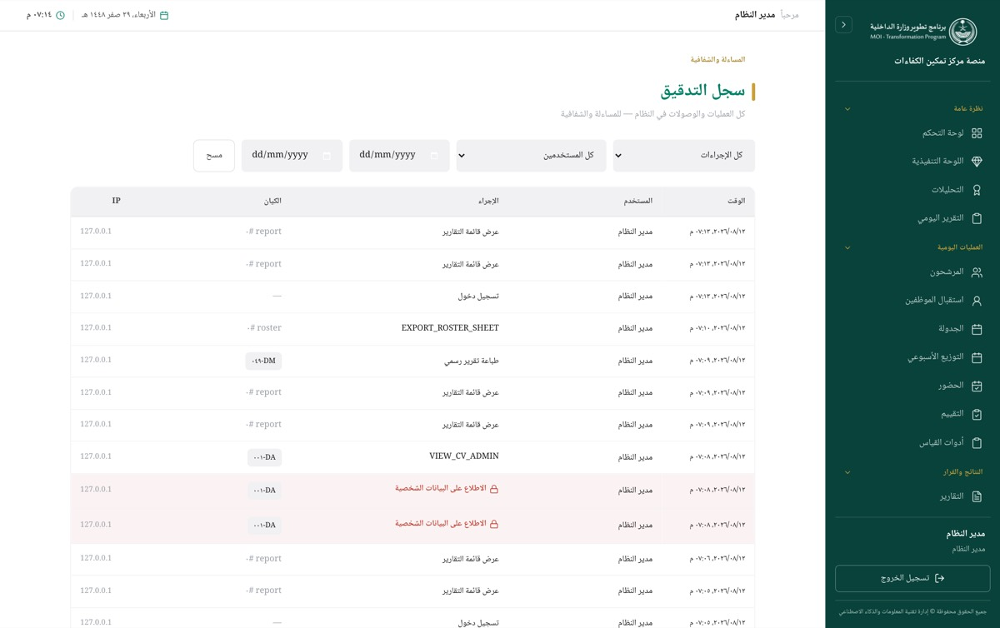 برنامج تطوير وزارة الداخلية
MOI - Transformation Program
منصة مركز تمكين الكفاءات
نظرة عامة
لوحة التحكم
اللوحة التنفيذية
التحليلات
التقرير اليومي
العمليات اليومية
المرشحون
استقبال الموظفين
الجدولة
التوزيع الأسبوعي
الحضور
التقييم
أدوات القياس
النتائج والقرار
التقارير
مدير النظام
مدير النظام
تسجيل الخروج
جميع الحقوق محفوظة © إدارة تقنية المعلومات والذكاء الاصطناعي
مرحباً مدير النظام
الأربعاء، ٢٩ صفر ١٤٤٨ هـ ٠٧:١٤ م
المساءلة والشفافية
سجل التدقيق
كل العمليات والوصولات في النظام — للمساءلة والشفافية
كل الإجراءات كل المستخدمين dd/mm/yyyy dd/mm/yyyy مسح
الوقت المستخدم الإجراء الكيان IP
٢٠٢٦/٠٨/١٢، ٠٧:١٣ م مدير النظام عرض قائمة التقارير report #٠ 127.0.0.1
٢٠٢٦/٠٨/١٢، ٠٧:١٣ م مدير النظام عرض قائمة التقارير report #٠ 127.0.0.1
٢٠٢٦/٠٨/١٢، ٠٧:١٣ م مدير النظام تسجيل دخول — 127.0.0.1
٢٠٢٦/٠٨/١٢، ٠٧:١٠ م مدير النظام EXPORT_ROSTER_SHEET roster #٠ 127.0.0.1
٢٠٢٦/٠٨/١٢، ٠٧:٠٩ م مدير النظام طباعة تقرير رسمي DM-٠٤٩ 127.0.0.1
٢٠٢٦/٠٨/١٢، ٠٧:٠٩ م مدير النظام عرض قائمة التقارير report #٠ 127.0.0.1
٢٠٢٦/٠٨/١٢، ٠٧:٠٩ م مدير النظام عرض قائمة التقارير report #٠ 127.0.0.1
٢٠٢٦/٠٨/١٢، ٠٧:٠٨ م مدير النظام VIEW_CV_ADMIN DA-٠٠١ 127.0.0.1
٢٠٢٦/٠٨/١٢، ٠٧:٠٨ م مدير النظام الاطلاع على البيانات الشخصية DA-٠٠١ 127.0.0.1
٢٠٢٦/٠٨/١٢، ٠٧:٠٨ م مدير النظام الاطلاع على البيانات الشخصية DA-٠٠١ 127.0.0.1
٢٠٢٦/٠٨/١٢، ٠٧:٠٦ م مدير النظام عرض قائمة التقارير report #٠ 127.0.0.1
٢٠٢٦/٠٨/١٢، ٠٧:٠٥ م مدير النظام عرض قائمة التقارير report #٠ 127.0.0.1
٢٠٢٦/٠٨/١٢، ٠٧:٠٥ م مدير النظام تسجيل دخول — 127.0.0.1